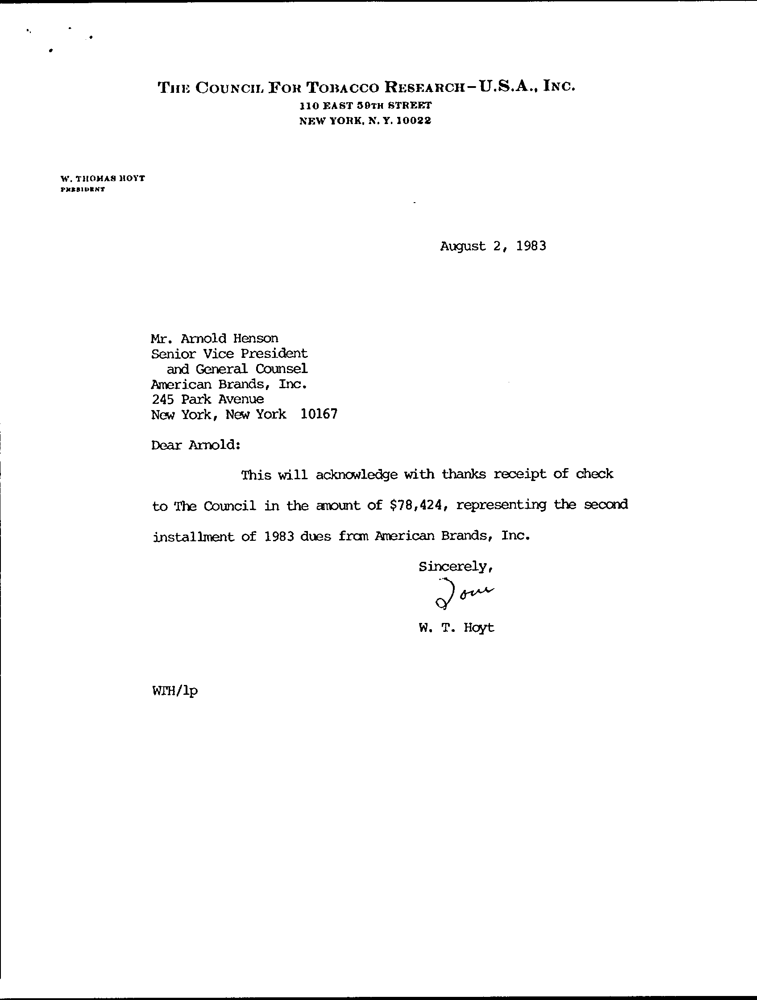 THE COUNCIL FOR TOBACCO RESEARCH-U.S.A., INC.
110 EAST 59TH STREET
NEW YORK, N. Y. 10022
W. THOMAS HOYT
PRESIDENT
August 2, 1983
Mr. Arnold Henson
Senior Vice President
and General Counsel
American Brands, Inc.
245 Park Avenue
New York, New York 10167
Dear Arnold:
This will acknowledge with thanks receipt of check
to The Council in the amount of $78,424, representing the second
installment of 1983 dues from American Brands, Inc.
Sincerely,
Tom
W. T. Hoyt
WTH/lp